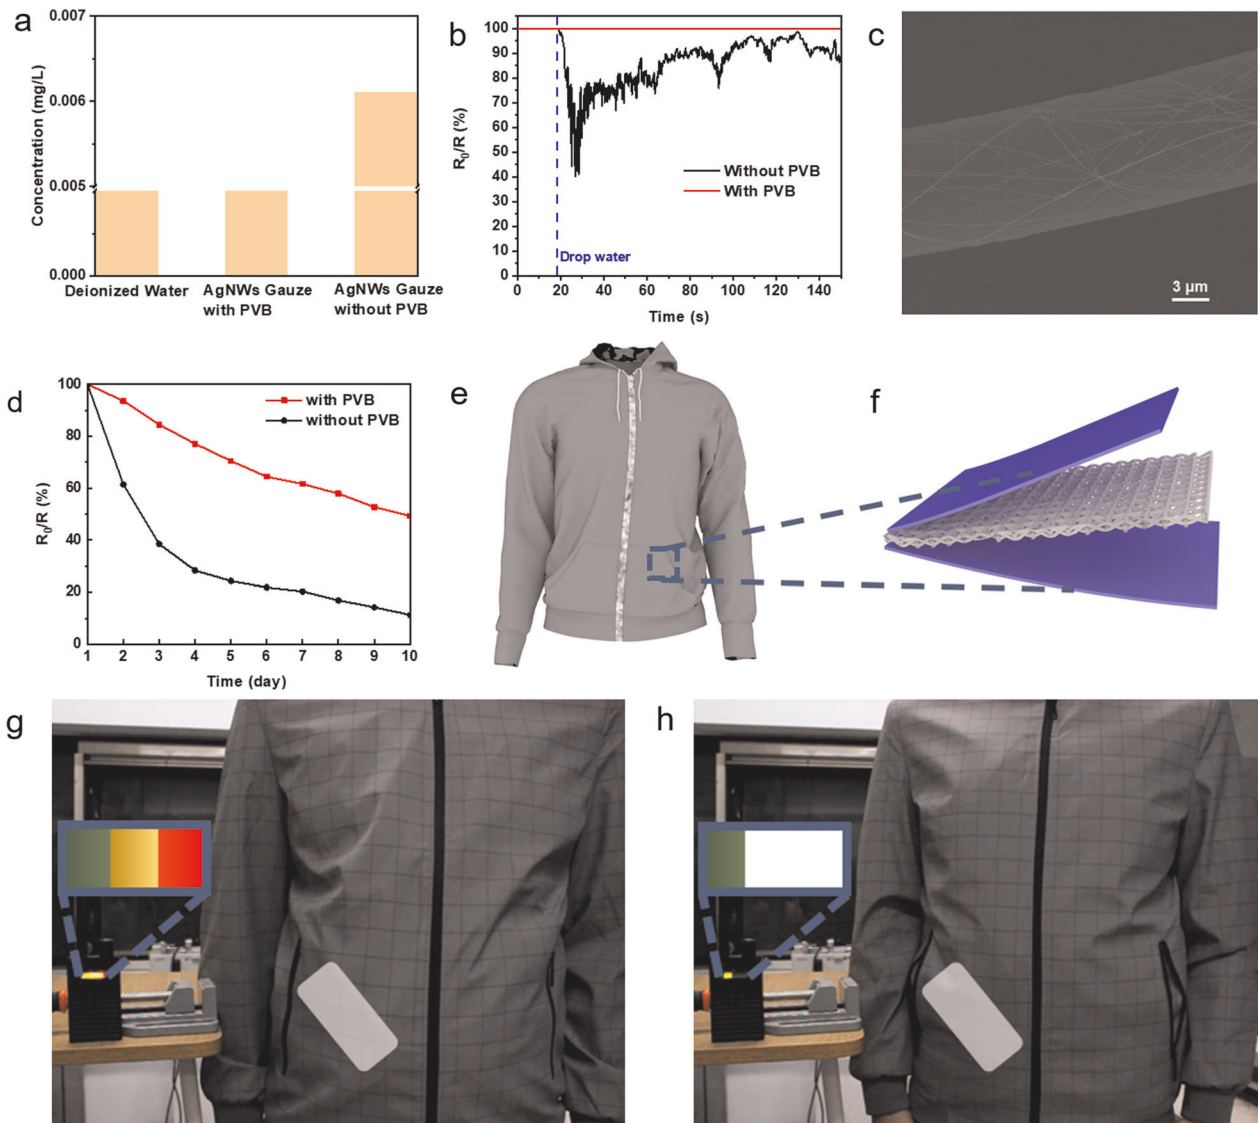 a
0.007
0.006
0.005
0.000
Concentration (mg/L)
Deionized Water
AgNWs Gauze
with PVB
AgNWs Gauze
without PVB
b
100
90
80
70
60
50
40
30
20
10
0
R0/R (%)
Without PVB
With PVB
Drop water
0 20 40 60 80 100 120 140
Time (s)
c
3 μm
d
100
80
60
40
20
0
R0/R (%)
with PVB
without PVB
1 2 3 4 5 6 7 8 9 10
Time (day)
e
f
g
h